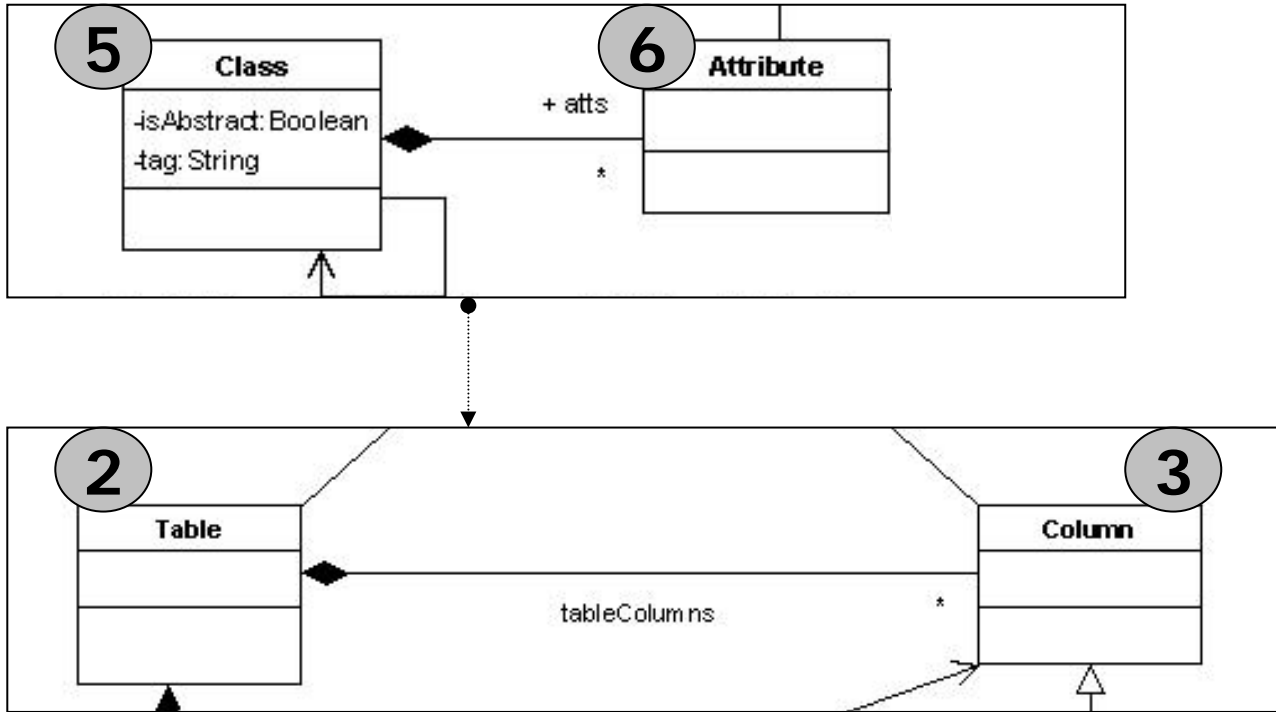 5
Class
-isAbstract: Boolean
-tag: String
+ atts
*
6
Attribute
2
Table
tableColumns
*
3
Column